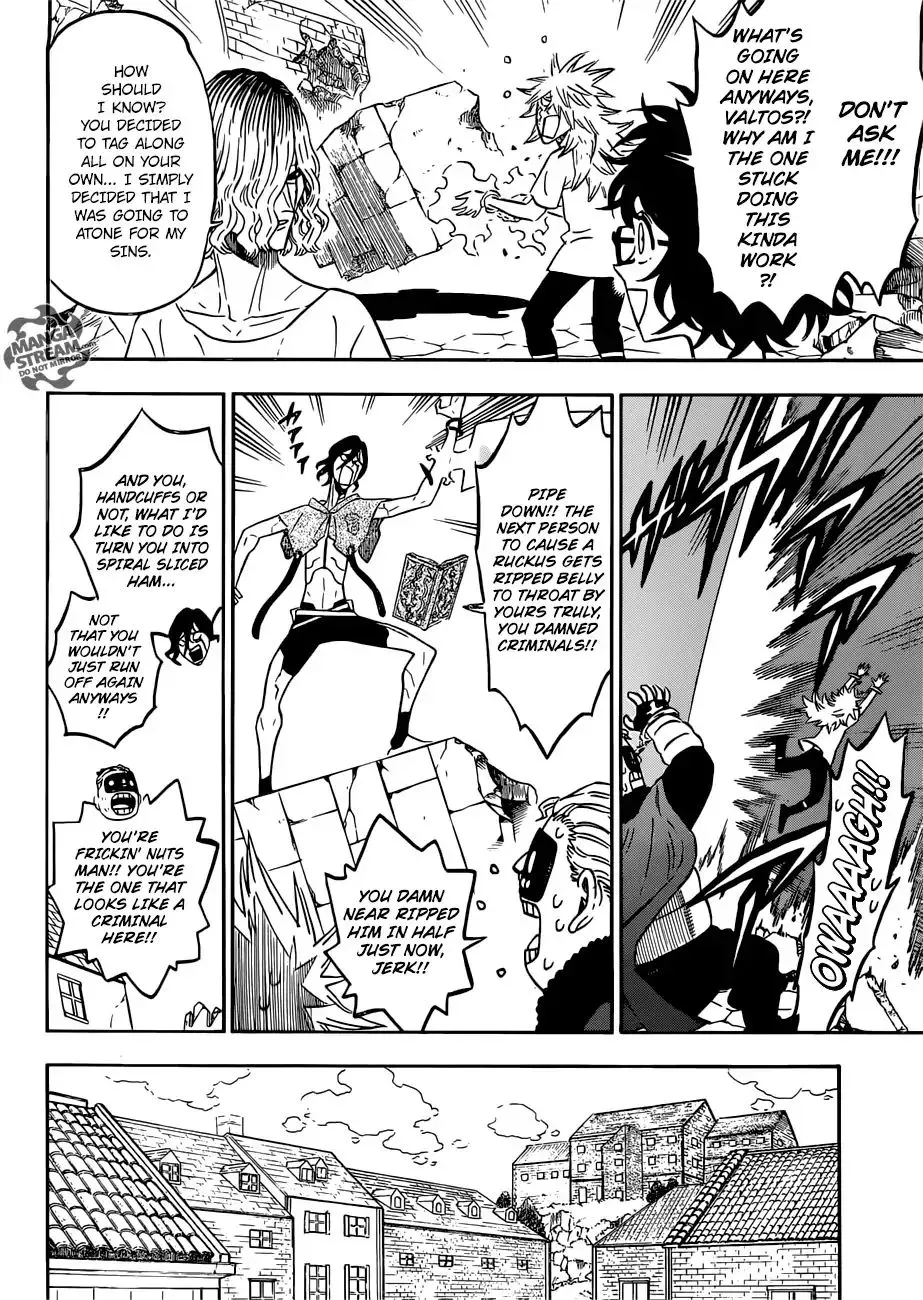 DON'T
ASK
ME!!!
WHAT'S
GOING
ON HERE
ANYWAYS,
VALTOS?!
WHY AM I
THE ONE
STUCK
DOING
THIS
KINDA
WORK
?!
HOW
SHOULD
I KNOW?
YOU DECIDED
TO TAG ALONG
ALL ON YOUR
OWN... I SIMPLY
DECIDED THAT I
WAS GOING TO
ATONE FOR MY
SINS.
MANGA
STREAM.com
DO NOT MIRROR
OWAAAAGH!!!
PIPE
DOWN!! THE
NEXT PERSON
TO CAUSE A
RUCKUS GETS
RIPPED BELLY
TO THROAT BY
YOURS TRULY,
YOU DAMNED
CRIMINALS!!
YOU DAMN
NEAR RIPPED
HIM IN HALF
JUST NOW,
JERK!!
AND YOU,
HANDCUFFS OR
NOT, WHAT I'D
LIKE TO DO IS
TURN YOU INTO
SPIRAL SLICED
HAM...
NOT
THAT YOU
WOULDN'T
JUST RUN
OFF AGAIN
ANYWAYS
!!
YOU'RE
FRICKIN' NUTS
MAN!! YOU'RE
THE ONE THAT
LOOKS LIKE A
CRIMINAL
HERE!!